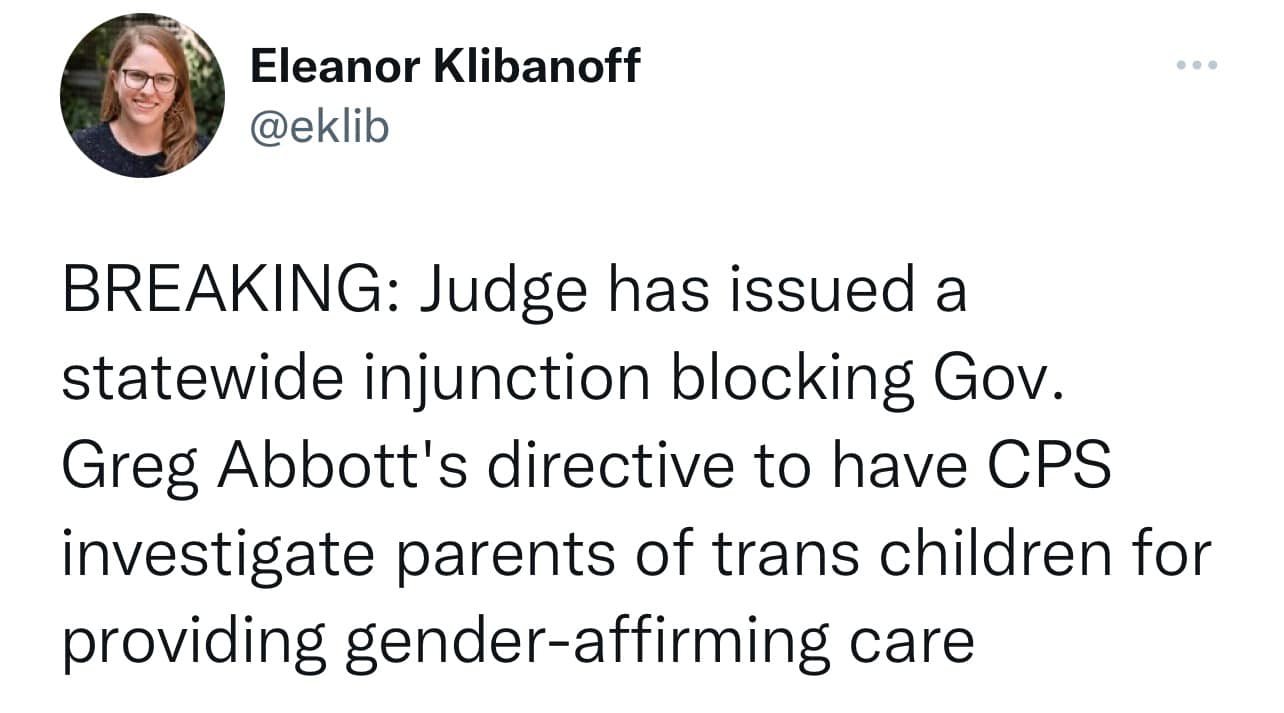 Eleanor Klibanoff
@eklib
BREAKING: Judge has issued a
statewide injunction blocking Gov.
Greg Abbott's directive to have CPS
investigate parents of trans children for
providing gender-affirming care